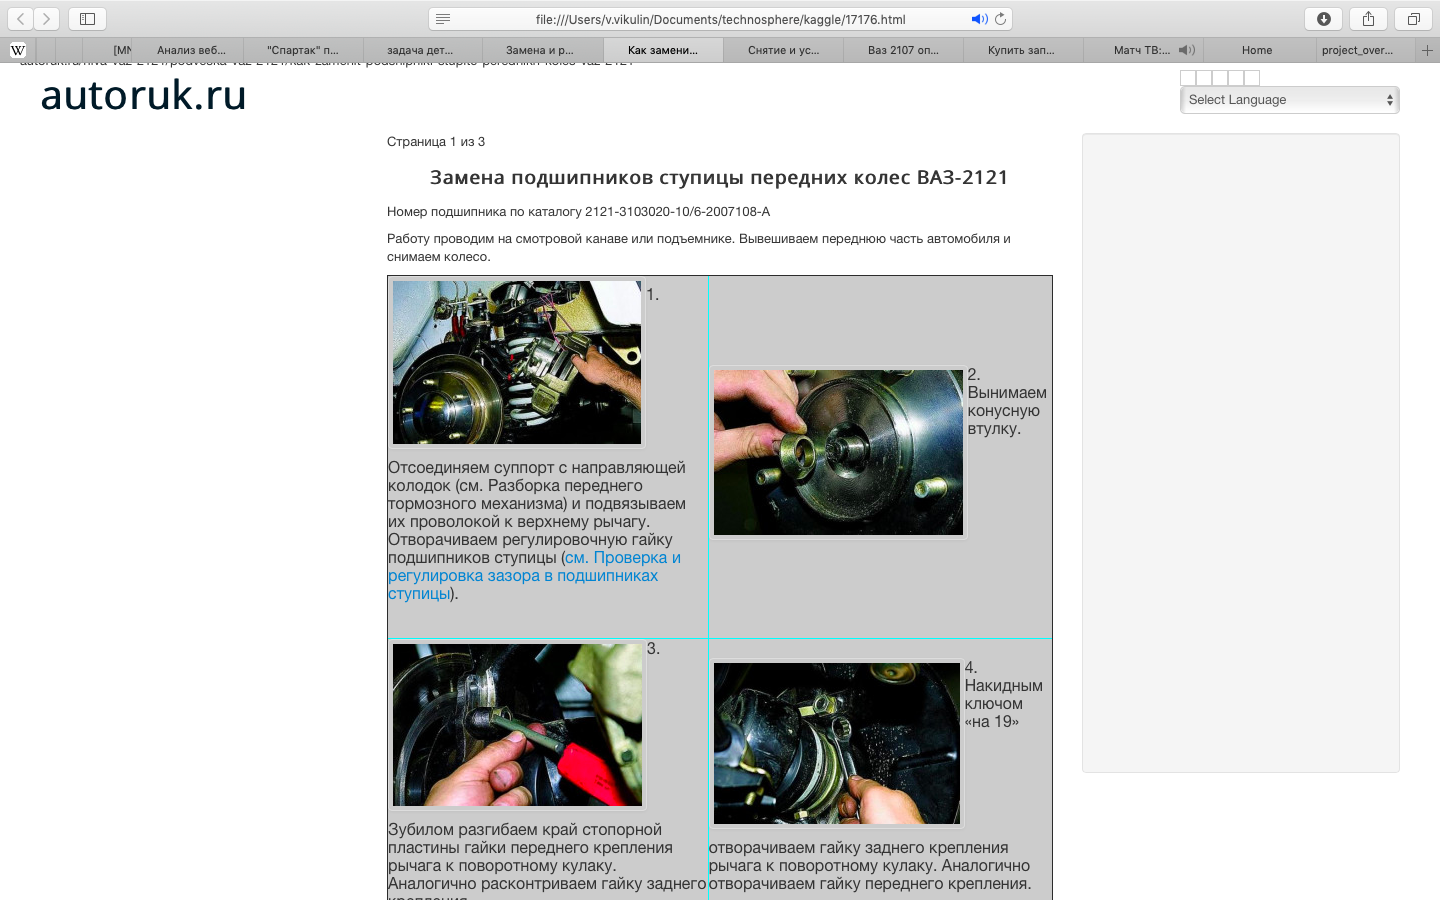 file:///Users/v.vikulin/Documents/technosphere/kaggle/17176.html
W
[MN
Анализ веб...
"Спартак" п...
задача дет...
Замена и р...
Как замени...
Снятие и ус...
Ваз 2107 оп...
Купить зап...
Матч ТВ:...
Home
project_over...
autoruk.ru
Select Language
Страница 1 из 3
Замена подшипников ступицы передних колес ВАЗ-2121
Номер подшипника по каталогу 2121-3103020-10/6-2007108-А
Работу проводим на смотровой канаве или подъемнике. Вывешиваем переднюю часть автомобиля и
снимаем колесо.
1.
Отсоединяем суппорт с направляющей
колодок (см. Разборка переднего
тормозного механизма) и подвязываем
их проволокой к верхнему рычагу.
Отворачиваем регулировочную гайку
подшипников ступицы (см. Проверка и
регулировка зазора в подшипниках
ступицы).
2.
Вынимаем
конусную
втулку.
3.
Зубилом разгибаем край стопорной
пластины гайки переднего крепления
рычага к поворотному кулаку.
Аналогично расконтриваем гайку заднего
4.
Накидным
ключом
«на 19»
отворачиваем гайку заднего крепления
рычага к поворотному кулаку. Аналогично
отворачиваем гайку переднего крепления.